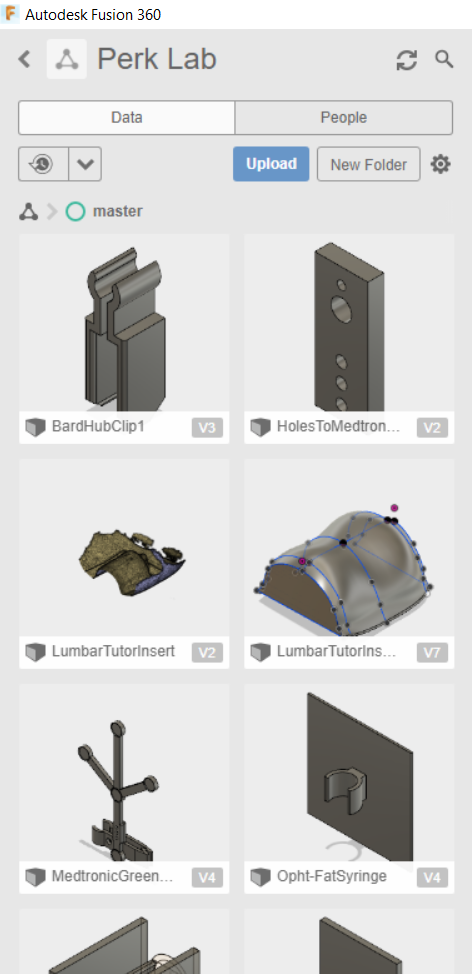 Autodesk Fusion 360
Perk Lab
Data People
Upload New Folder
master
BardHubClip1 V3 HolesToMedtron... V2
LumbarTutorInsert V2 LumbarTutorIns... V7
MedtronicGreen... V4 Opht-FatSyringe V4